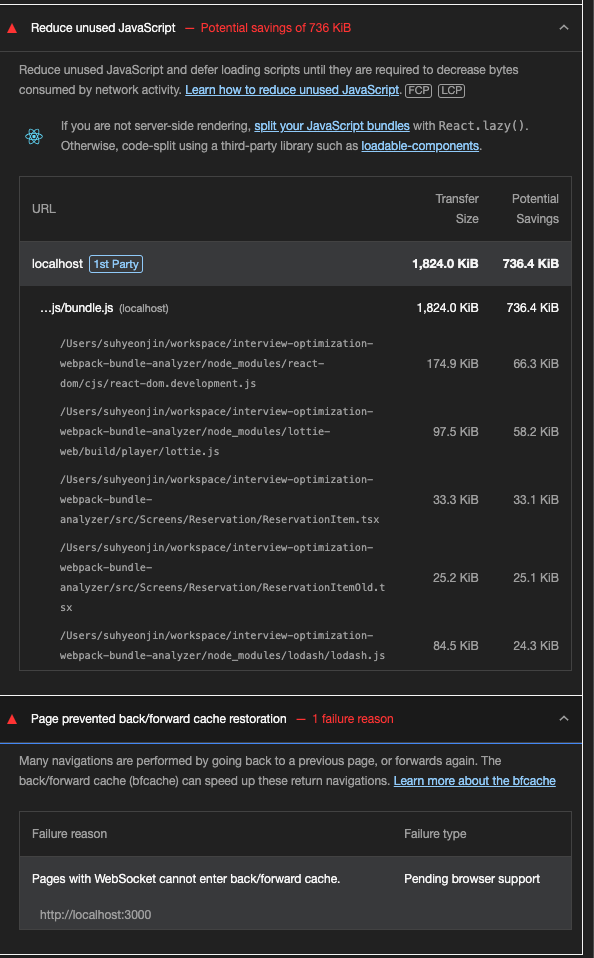 Reduce unused JavaScript — Potential savings of 736 KiB
Reduce unused JavaScript and defer loading scripts until they are required to decrease bytes
consumed by network activity. Learn how to reduce unused JavaScript. FCP LCP
If you are not server-side rendering, split your JavaScript bundles with React.lazy().
Otherwise, code-split using a third-party library such as loadable-components.
URL Transfer Size Potential Savings
localhost 1st Party 1,824.0 KiB 736.4 KiB
…js/bundle.js (localhost) 1,824.0 KiB 736.4 KiB
/Users/suhyeonjin/workspace/interview-optimization-
webpack-bundle-analyzer/node_modules/react-
dom/cjs/react-dom.development.js
174.9 KiB 66.3 KiB
/Users/suhyeonjin/workspace/interview-optimization-
webpack-bundle-analyzer/node_modules/lottie-
web/build/player/lottie.js
97.5 KiB 58.2 KiB
/Users/suhyeonjin/workspace/interview-optimization-
webpack-bundle-
analyzer/src/Screens/Reservation/ReservationItem.tsx
33.3 KiB 33.1 KiB
/Users/suhyeonjin/workspace/interview-optimization-
webpack-bundle-
analyzer/src/Screens/Reservation/ReservationItemOld.t
sx
25.2 KiB 25.1 KiB
/Users/suhyeonjin/workspace/interview-optimization-
webpack-bundle-analyzer/node_modules/lodash/lodash.js
84.5 KiB 24.3 KiB
Page prevented back/forward cache restoration — 1 failure reason
Many navigations are performed by going back to a previous page, or forwards again. The
back/forward cache (bfcache) can speed up these return navigations. Learn more about the bfcache
Failure reason Failure type
Pages with WebSocket cannot enter back/forward cache. Pending browser support
http://localhost:3000